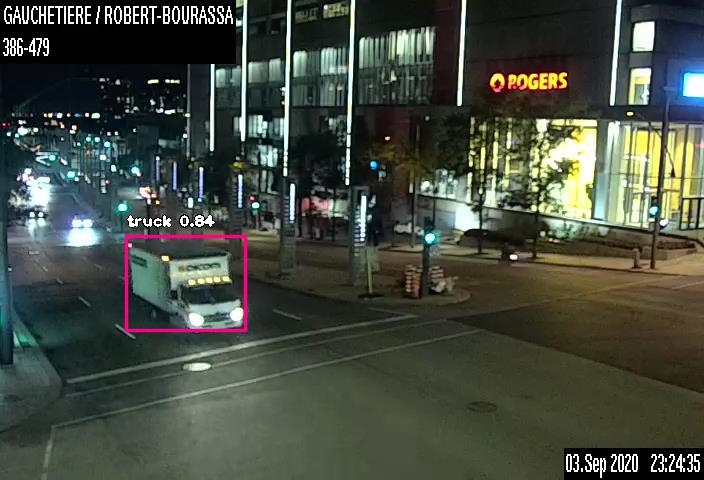 GAUCHETIERE / ROBERT-BOURASSA
386-479
ROGERS
truck 0.84
03.Sep 2020 23:24:35